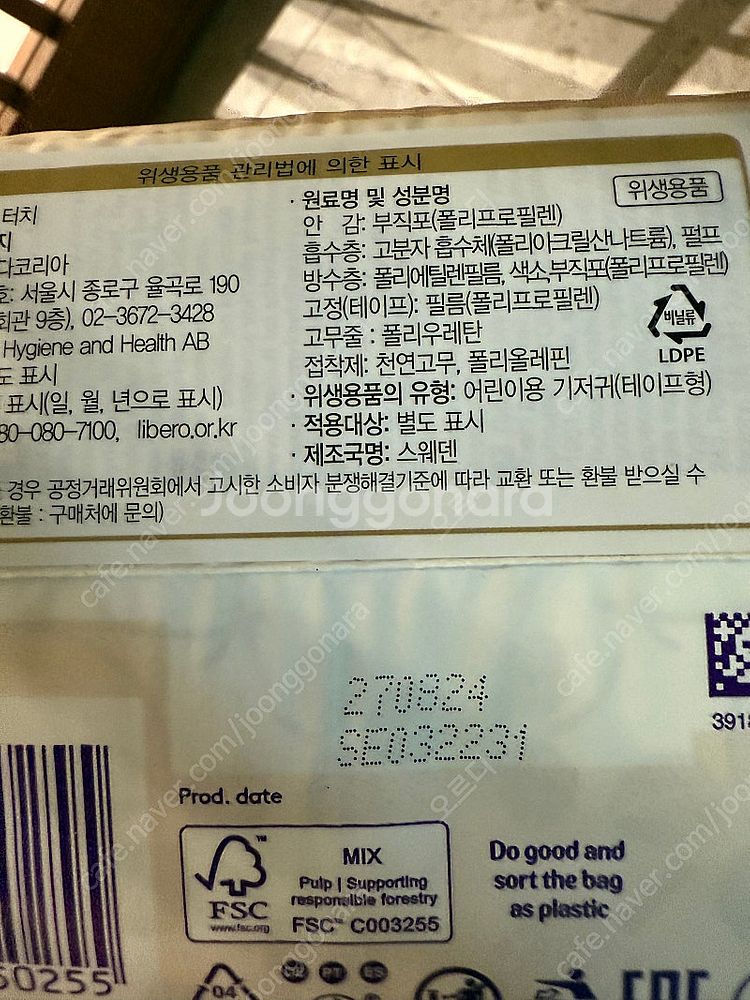 위생용품 관리법에 의한 표시
터치
지
다코리아
호: 서울시 종로구 율곡로 190
회관 9층), 02-3672-3428
Hygiene and Health AB
도 표시
표시(일, 월, 년으로 표시)
80-080-7100, libero.or.kr
· 원료명 및 성분명
위생용품
안 감: 부직포(폴리프로필렌)
흡수층: 고분자 흡수체(폴리아크릴산나트륨), 펄프
방수층: 폴리에틸렌필름, 색소,부직포(폴리프로필렌)
고정(테이프): 필름(폴리프로필렌)
고무줄 : 폴리우레탄
접착제: 천연고무, 폴리올레핀
비닐류
LDPE
· 위생용품의 유형: 어린이용 기저귀(테이프형)
· 적용대상: 별도 표시
· 제조국명: 스웨덴
경우 공정거래위원회에서 고시한 소비자 분쟁해결기준에 따라 교환 또는 환불 받으실 수
환불 : 구매처에 문의)
Joonggonara
270824
SE032231
3918
Prod. date
FSC
www.fsc.org
MIX
Pulp | Supporting
responsible forestry
FSC™ C003255
Do good and
sort the bag
as plastic
50255
04
PT ES
EAC